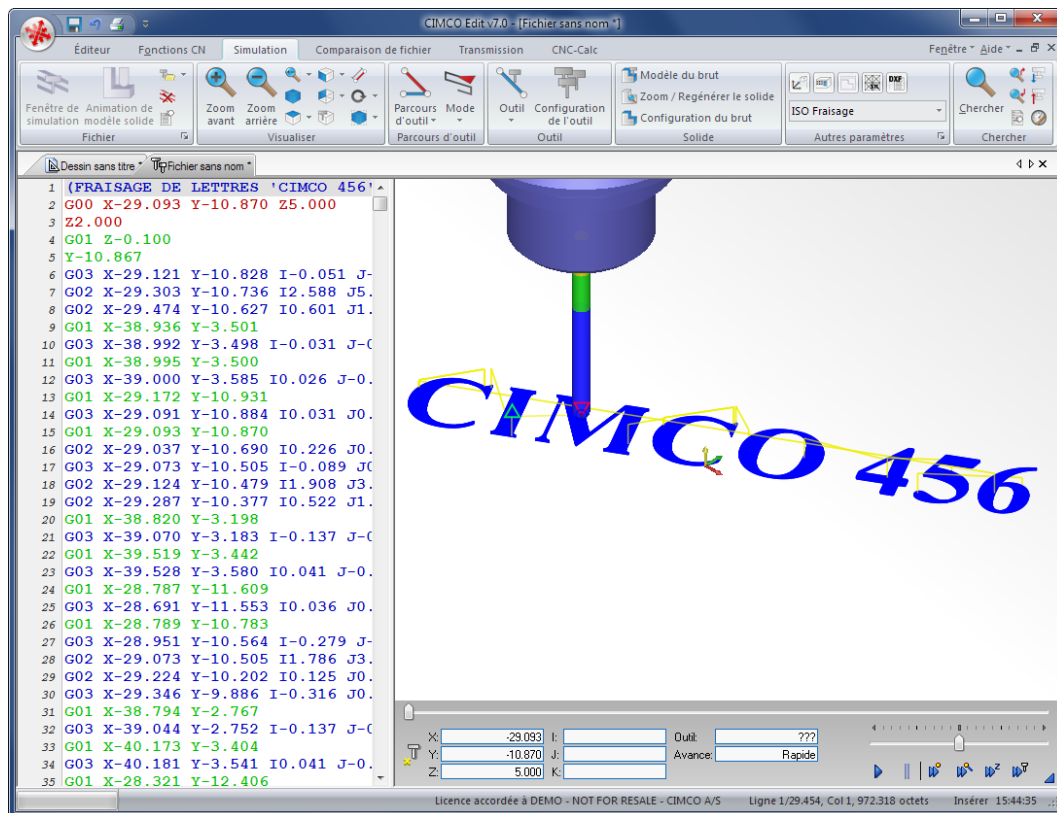 CIMCO Edit v7.0 - [Fichier sans nom *]
Éditeur Fonctions CN Simulation Comparaison de fichier Transmission CNC-Calc Fenêtre Aide
Fenêtre de simulation Animation de modèle solide
Fichier
Zoom avant Zoom arrière
Visualiser
Parcours d'outil Mode
Parcours d'outil
Outil Configuration de l'outil
Outil
Modèle du brut
Zoom / Regénérer le solide
Configuration du brut
Solide
DXF
ISO Fraisage
Autres paramètres
Chercher
Chercher
Dessin sans titre * Fichier sans nom *
1 (FRAISAGE DE LETTRES 'CIMCO 456'
2 G00 X-29.093 Y-10.870 Z5.000
3 Z2.000
4 G01 Z-0.100
5 Y-10.867
6 G03 X-29.121 Y-10.828 I-0.051 J-
7 G02 X-29.303 Y-10.736 I2.588 J5.
8 G02 X-29.474 Y-10.627 I0.601 J1.
9 G01 X-38.936 Y-3.501
10 G03 X-38.992 Y-3.498 I-0.031 J-0
11 G01 X-38.995 Y-3.500
12 G03 X-39.000 Y-3.585 I0.026 J-0.
13 G01 X-29.172 Y-10.931
14 G03 X-29.091 Y-10.884 I0.031 J0.
15 G01 X-29.093 Y-10.870
16 G02 X-29.037 Y-10.690 I0.226 J0.
17 G03 X-29.073 Y-10.505 I-0.089 J0
18 G02 X-29.124 Y-10.479 I1.908 J3.
19 G02 X-29.287 Y-10.377 I0.522 J1.
20 G01 X-38.820 Y-3.198
21 G03 X-39.070 Y-3.183 I-0.137 J-0
22 G01 X-39.519 Y-3.442
23 G03 X-39.528 Y-3.580 I0.041 J-0.
24 G01 X-28.787 Y-11.609
25 G03 X-28.691 Y-11.553 I0.036 J0.
26 G01 X-28.789 Y-10.783
27 G03 X-28.951 Y-10.564 I-0.279 J-
28 G02 X-29.073 Y-10.505 I1.786 J3.
29 G02 X-29.224 Y-10.202 I0.125 J0.
30 G03 X-29.346 Y-9.886 I-0.316 J0.
31 G01 X-38.794 Y-2.767
32 G03 X-39.044 Y-2.752 I-0.137 J-0
33 G01 X-40.173 Y-3.404
34 G03 X-40.181 Y-3.541 I0.041 J-0.
35 G01 X-28.321 Y-12.406
CIMCO 456
X: -29.093 I: Outil: ???
Y: -10.870 J: Avance: Rapide
Z: 5.000 K:
Licence accordée à DEMO - NOT FOR RESALE - CIMCO A/S Ligne 1/29.454, Col 1, 972.318 octets Insérer 15:44:35